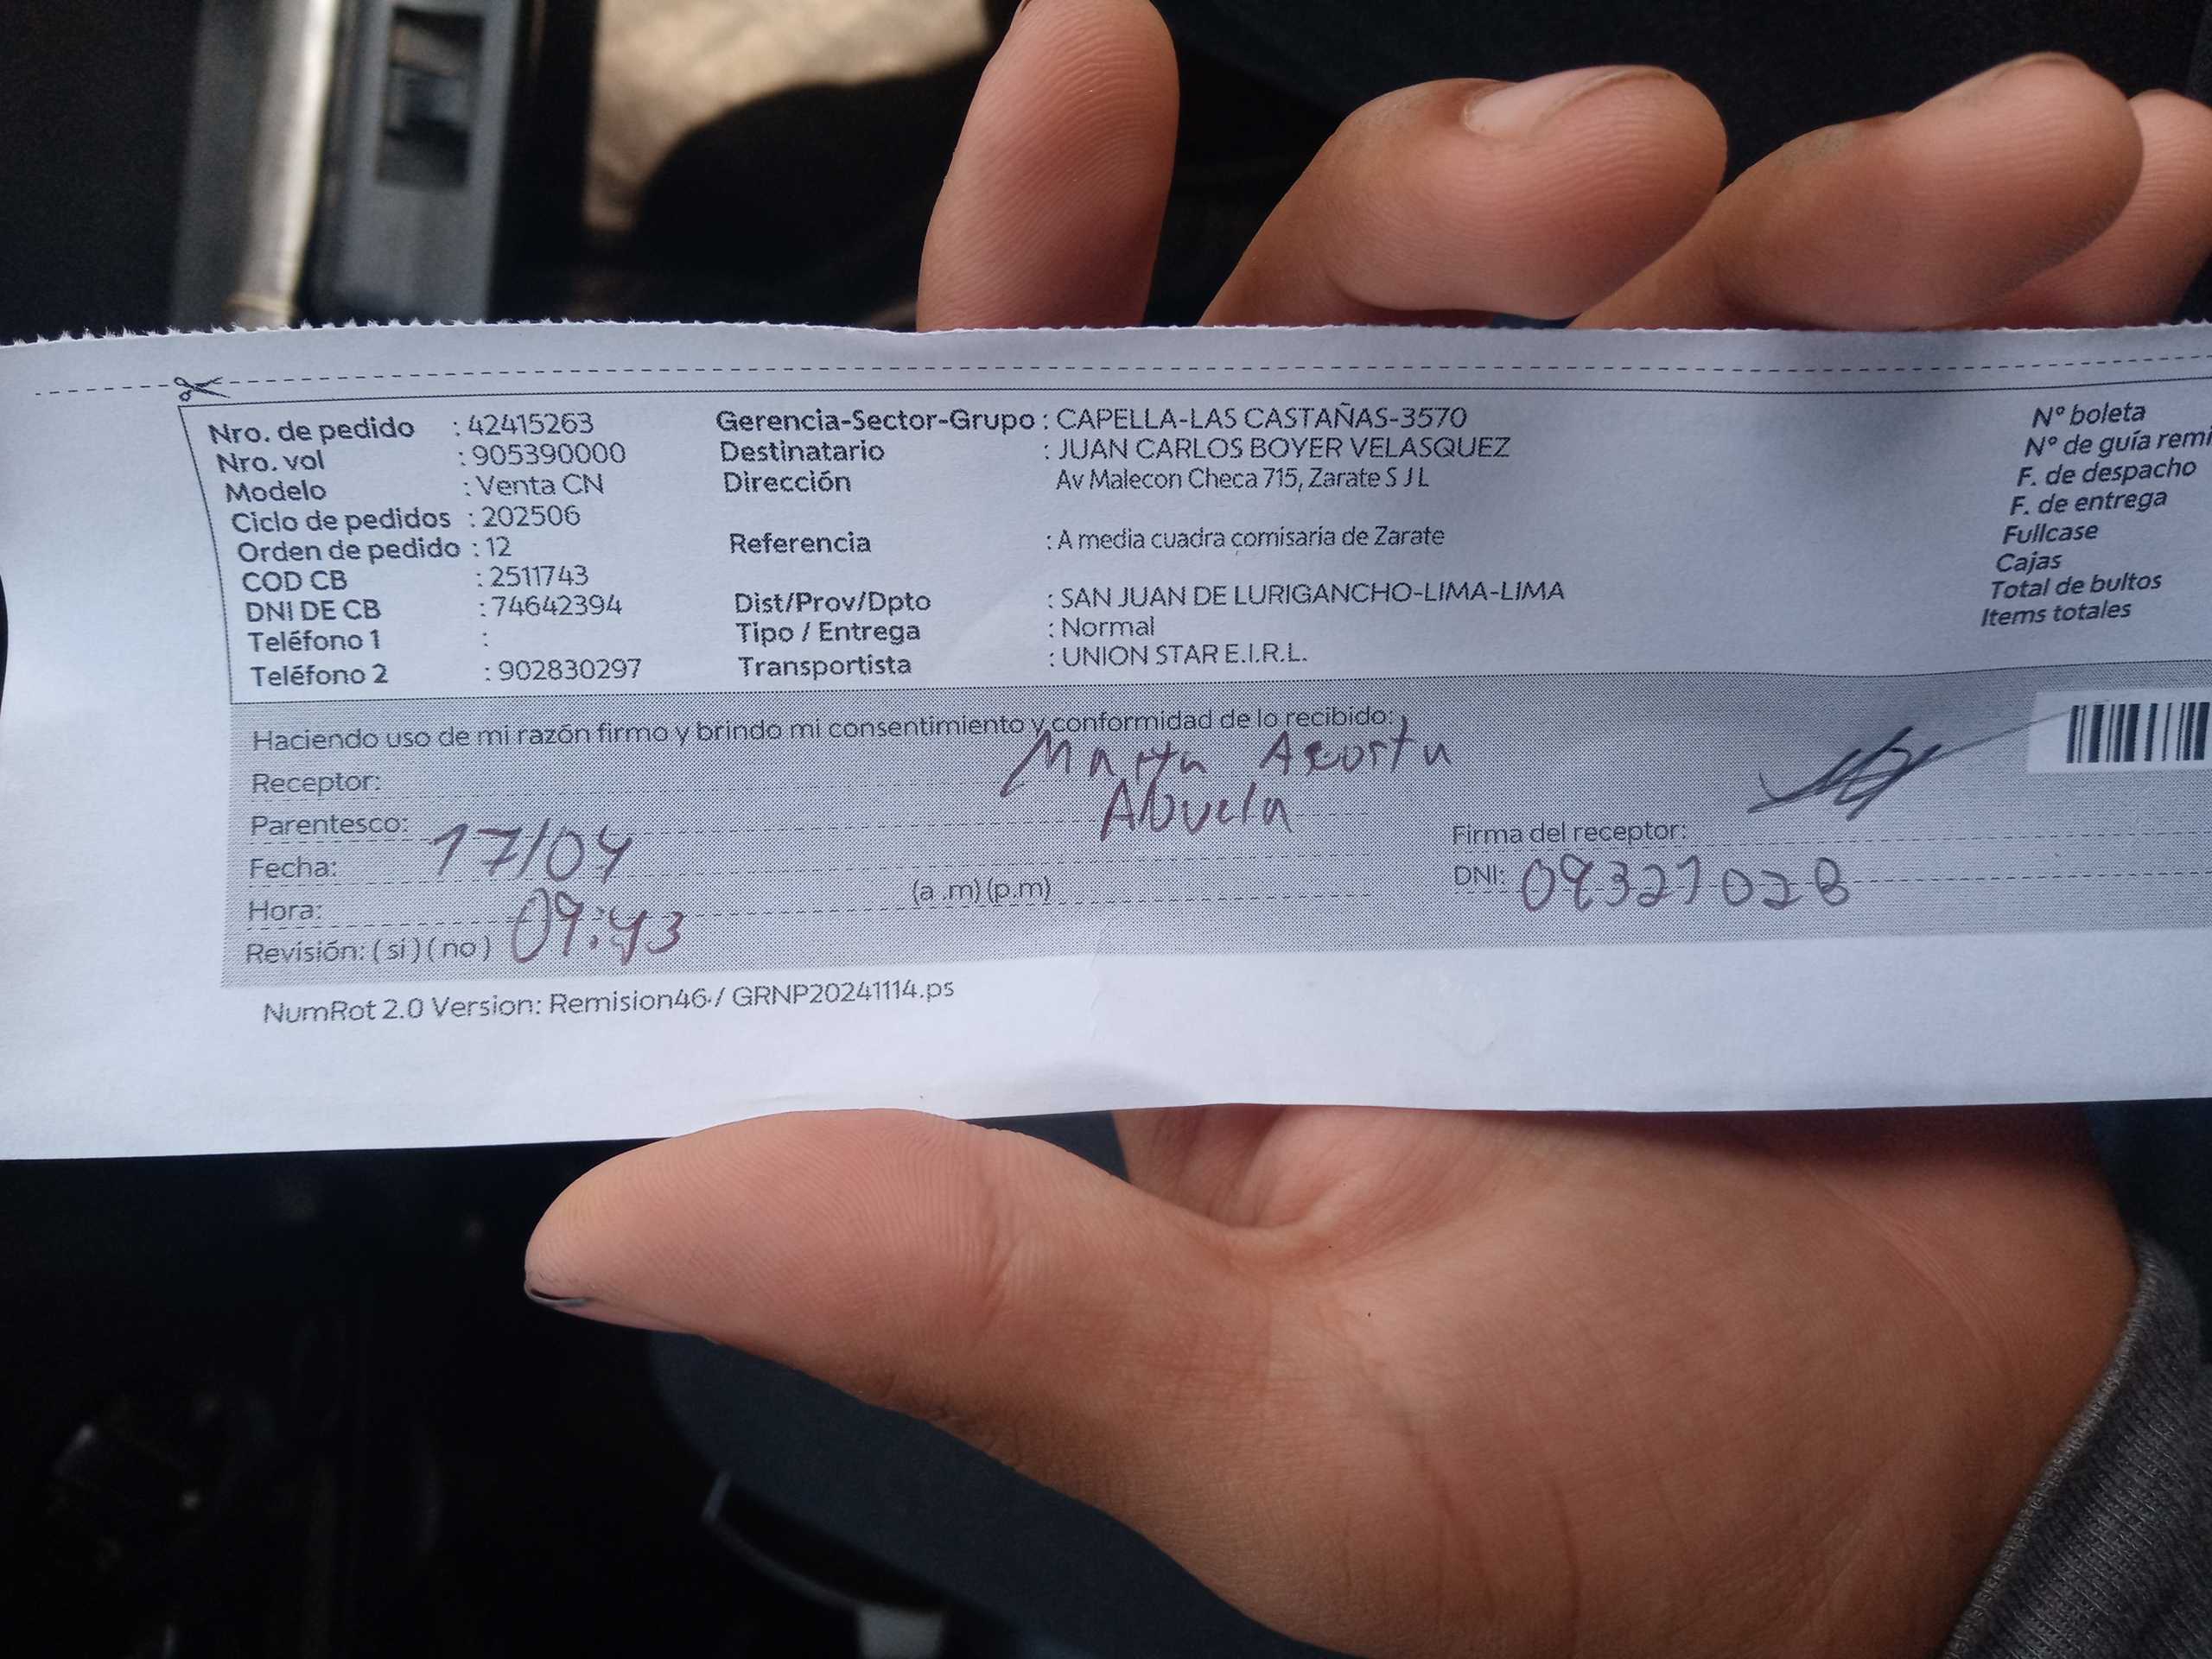 Nro. de pedido : 42415263
Nro. vol : 905390000
Modelo : Venta CN
Ciclo de pedidos : 202506
Orden de pedido : 12
COD CB : 2511743
DNI DE CB : 74642394
Teléfono 1 :
Teléfono 2 : 902830297
Gerencia-Sector-Grupo : CAPELLA-LAS CASTAÑAS-3570
Destinatario : JUAN CARLOS BOYER VELASQUEZ
Dirección Av Malecon Checa 715, Zarate S J L
Referencia : A media cuadra comisaria de Zarate
Dist/Prov/Dpto : SAN JUAN DE LURIGANCHO-LIMA-LIMA
Tipo / Entrega : Normal
Transportista : UNION STAR E.I.R.L.
N° boleta
N° de guía remi
F. de despacho
F. de entrega
Fullcase
Cajas
Total de bultos
Items totales
Haciendo uso de mi razón firmo y brindo mi consentimiento y conformidad de lo recibido:
Receptor: Marta Acosta
Parentesco: Abuela
Fecha: 17/04
Hora: 09:43 (a .m) (p.m)
Revisión: ( si ) ( no )
Firma del receptor:
DNI:
NumRot 2.0 Version: Remision46 / GRNP20241114.ps